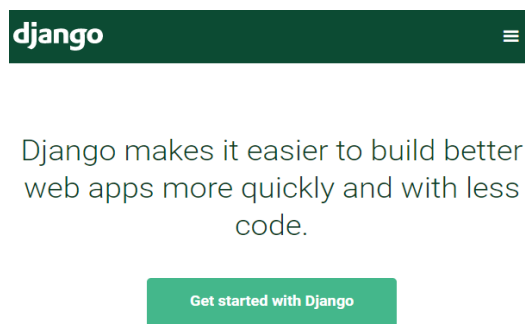 django
Django makes it easier to build better
web apps more quickly and with less
code.
Get started with Django